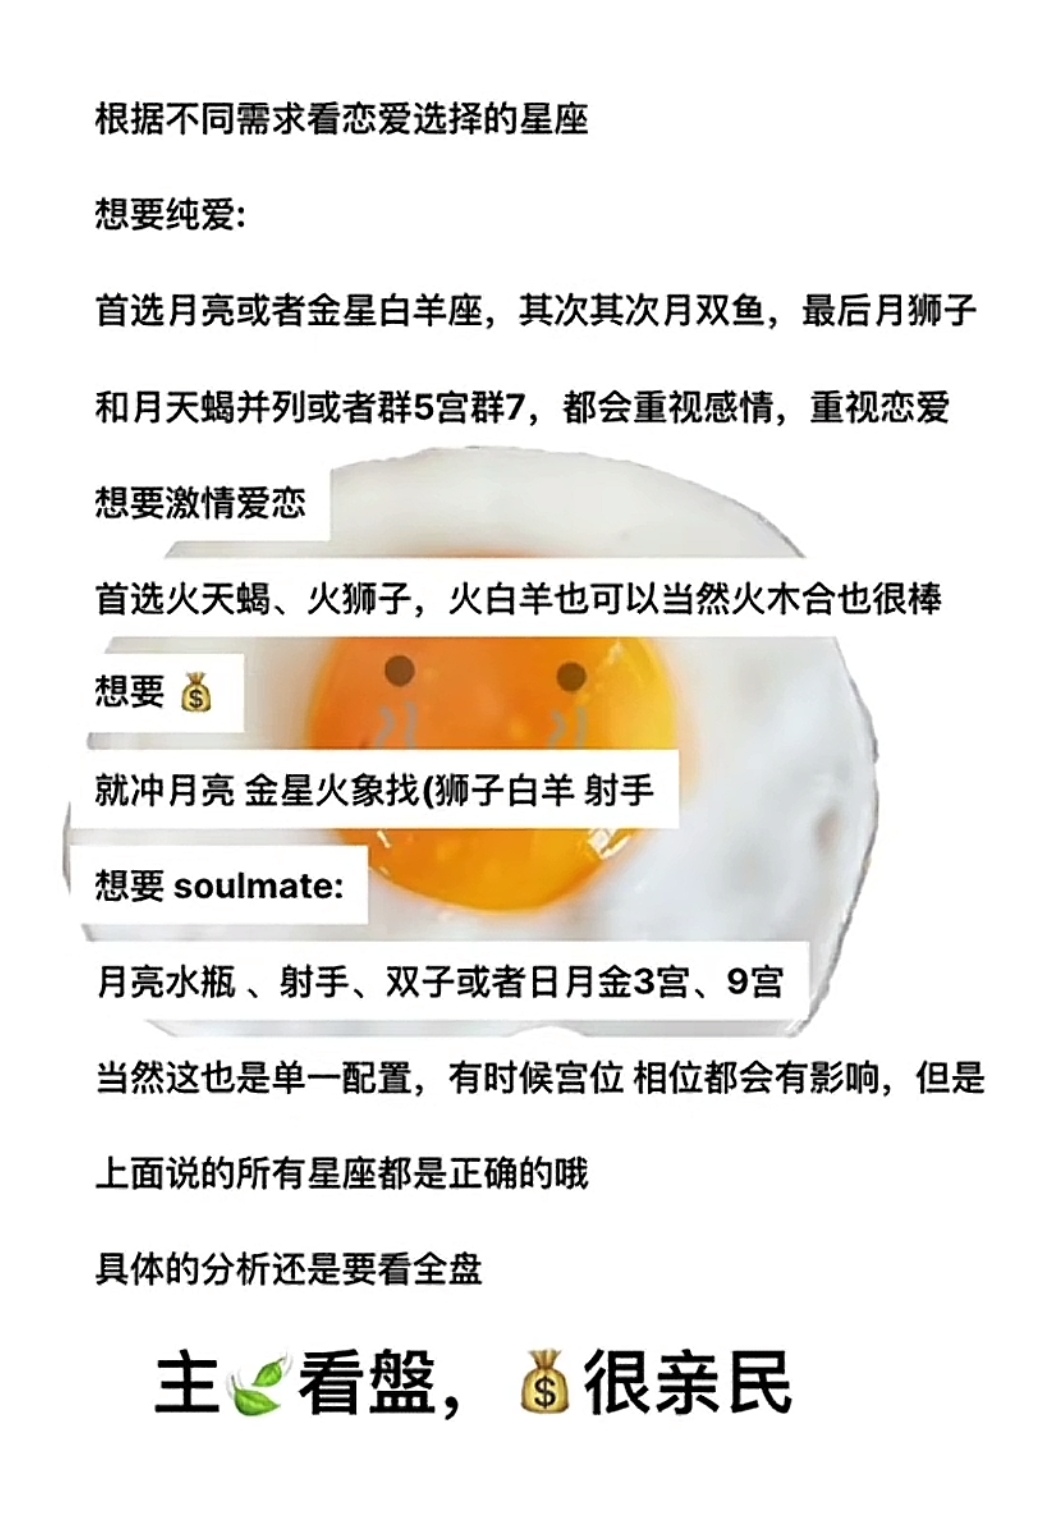 根据不同需求看恋爱选择的星座
想要纯爱:
首选月亮或者金星白羊座，其次其次月双鱼，最后月狮子
和月天蝎并列或者群5宫群7，都会重视感情，重视恋爱
想要激情爱恋
首选火天蝎、火狮子，火白羊也可以当然火木合也很棒
想要 💰
就冲月亮 金星火象找(狮子白羊 射手
想要 soulmate:
月亮水瓶 、射手、双子或者日月金3宫、9宫
当然这也是单一配置，有时候宫位 相位都会有影响，但是
上面说的所有星座都是正确的哦
具体的分析还是要看全盘
主🍃看盤，💰很亲民